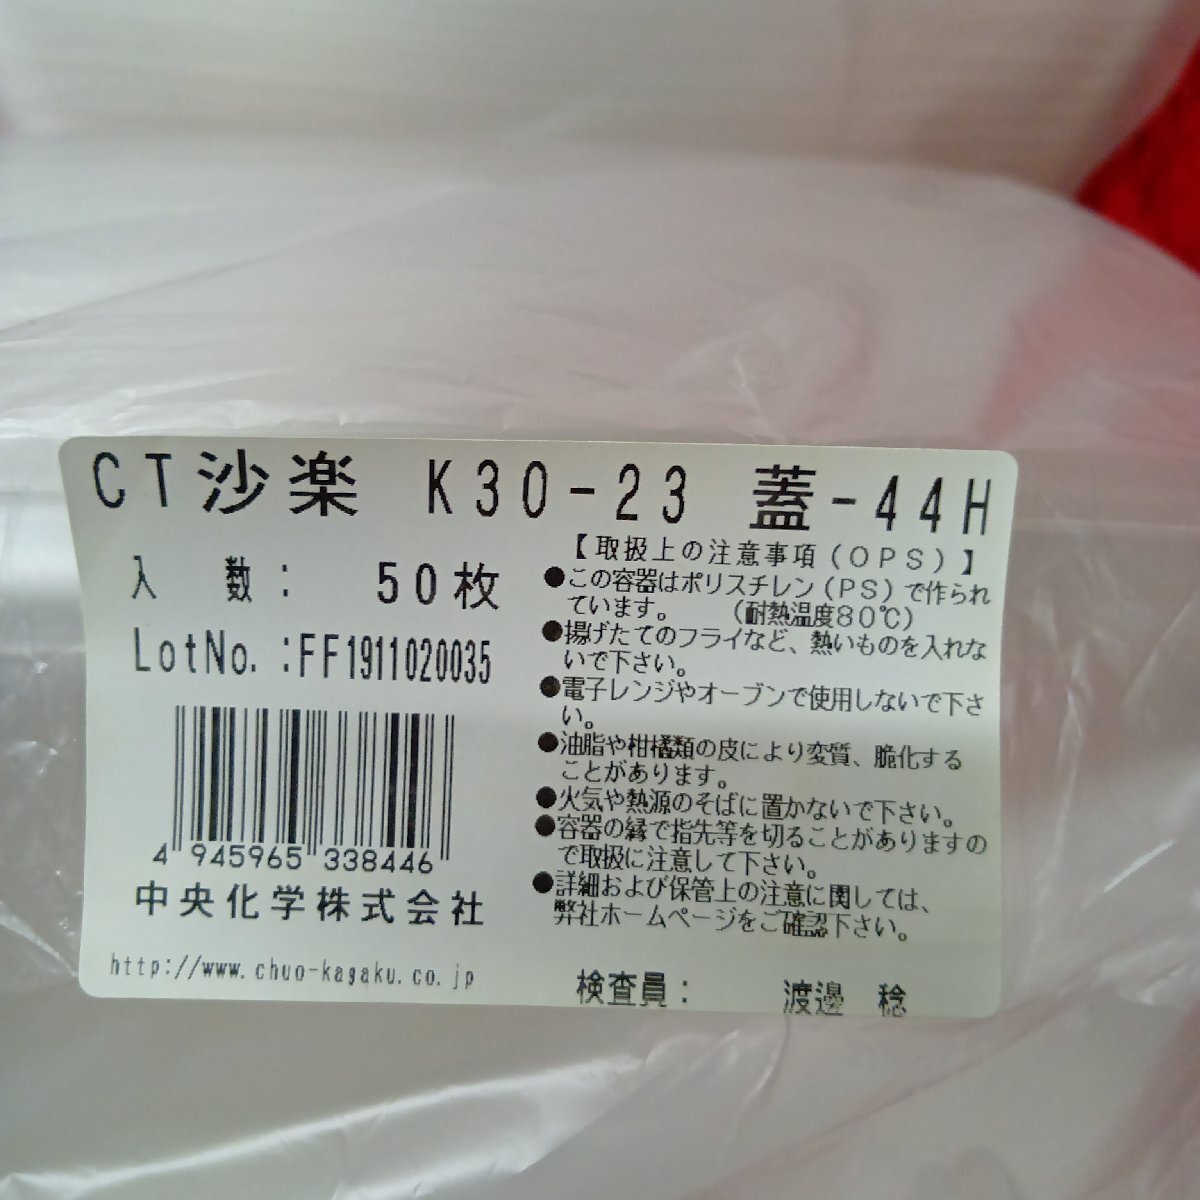 CT沙楽 K30-23 蓋-44H
入 数: 50枚
LotNo. :FF1911020035
4 945965 338446
中央化学株式会社
http://www.chuo-kagaku.co.jp
【取扱上の注意事項(OPS)】
●この容器はポリスチレン(PS)で作られ
ています。 (耐熱温度80℃)
●揚げたてのフライなど、熱いものを入れな
いで下さい。
●電子レンジやオーブンで使用しないで下さ
い。
●油脂や柑橘類の皮により変質、脆化する
ことがあります。
●火気や熱源のそばに置かないで下さい。
●容器の縁で指先等を切ることがありますの
で取扱に注意して下さい。
●詳細および保管上の注意に関しては、
弊社ホームページをご確認下さい。
検査員: 渡邊 稔